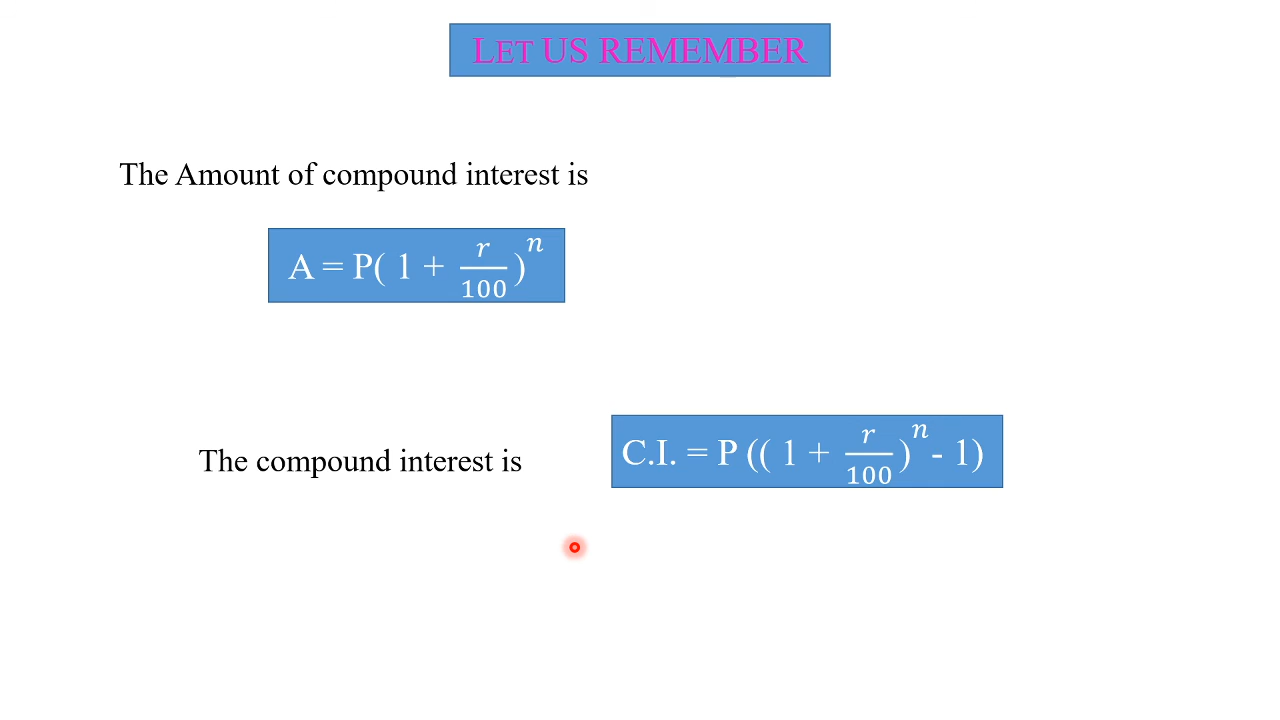 LET US REMEMBER
The Amount of compound interest is
A = P( 1 + r/100 )^n
The compound interest is
C.I. = P (( 1 + r/100 )^n - 1)